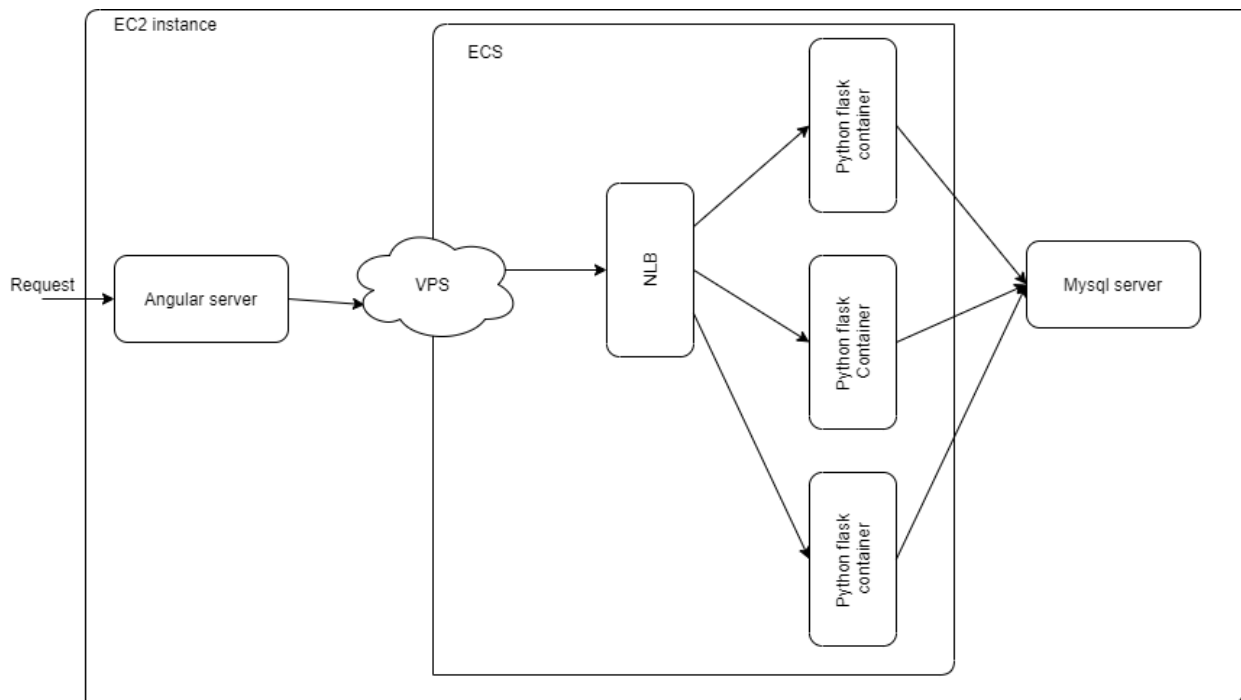 EC2 instance
ECS
Request
Angular server
VPS
NLB
Python flask
container
Python flask
Container
Python flask
container
Mysql server